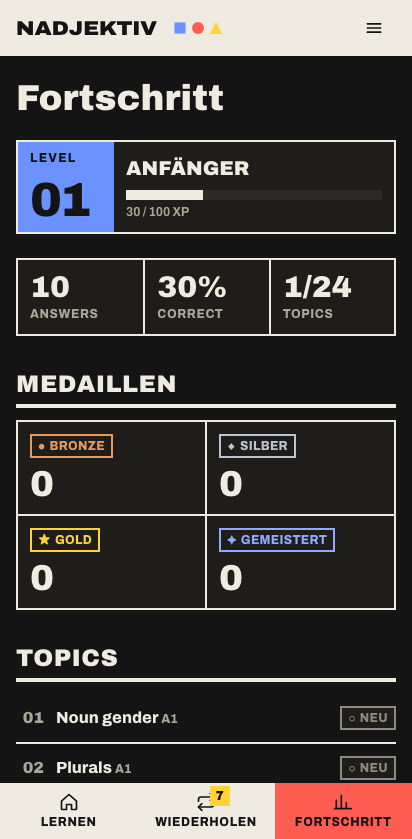 NADJEKTIV
Fortschritt
LEVEL
01
ANFÄNGER
30 / 100 XP
10
ANSWERS
30%
CORRECT
1/24
TOPICS
MEDAILLEN
BRONZE
0
SILBER
0
GOLD
0
GEMEISTERT
0
TOPICS
01 Noun gender A1 NEU
02 Plurals A1 NEU
LERNEN
7
WIEDERHOLEN
FORTSCHRITT